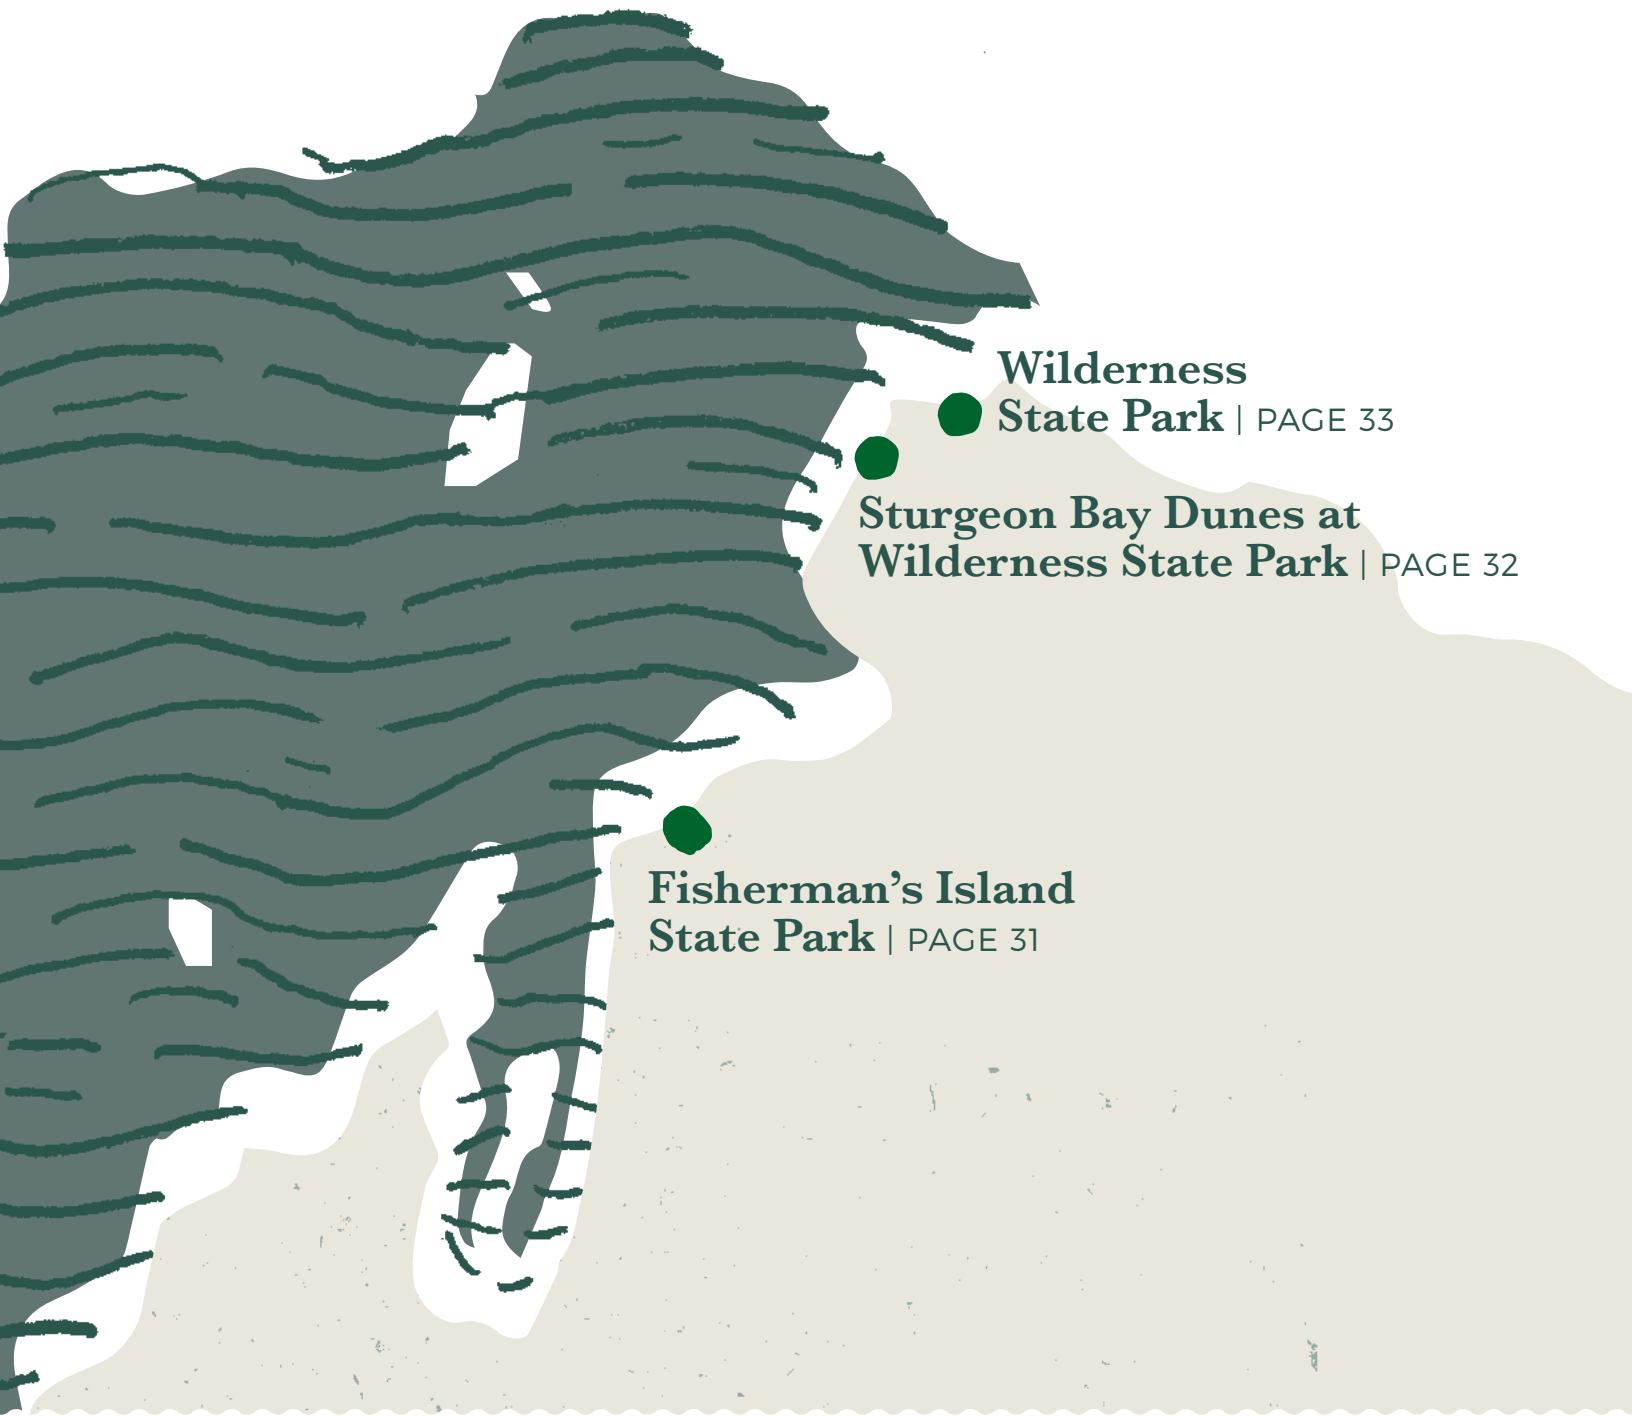 Wilderness
State Park | PAGE 33
Sturgeon Bay Dunes at
Wilderness State Park | PAGE 32
Fisherman’s Island
State Park | PAGE 31